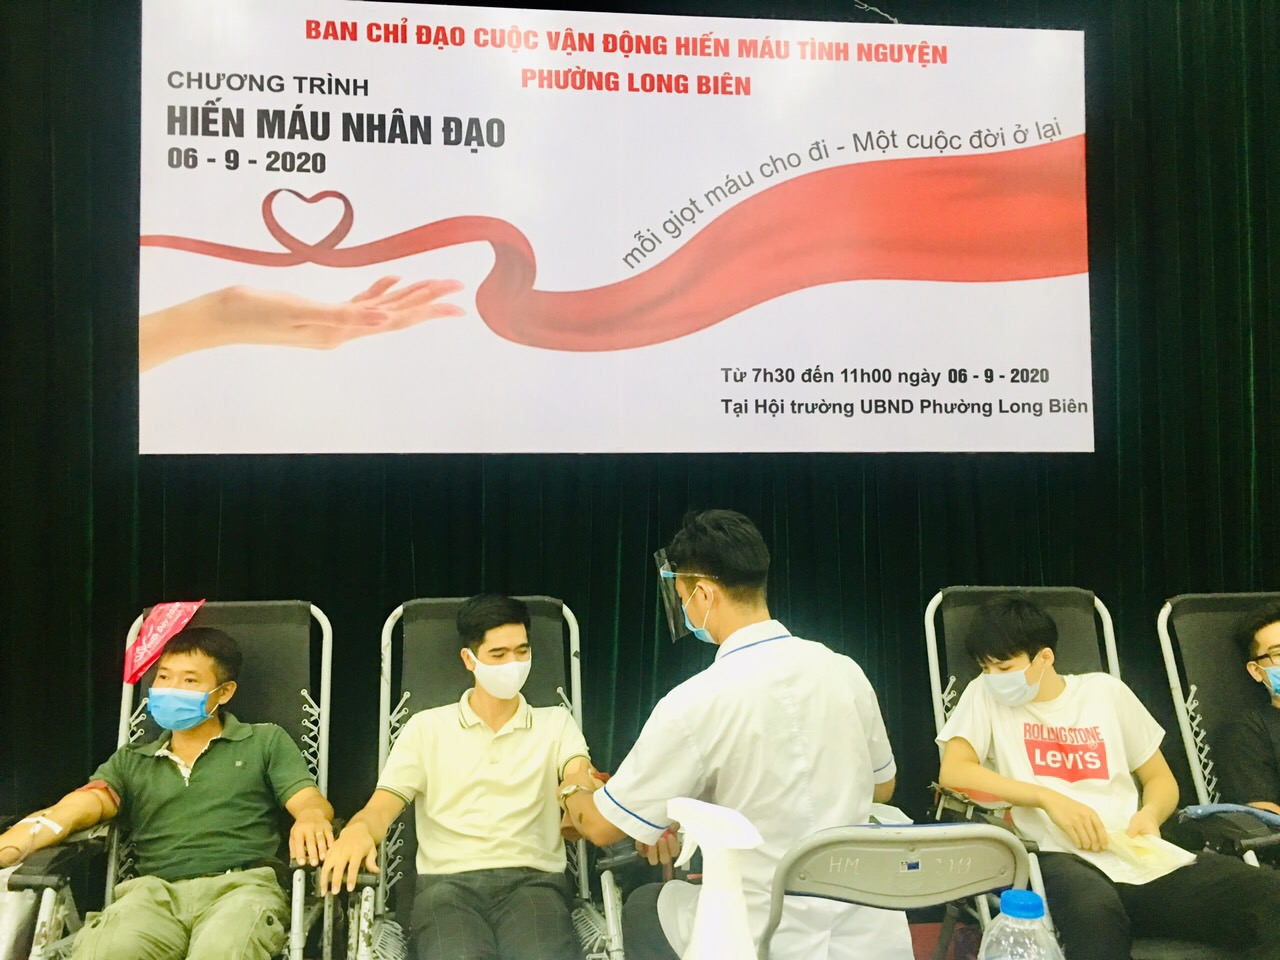 BAN CHỈ ĐẠO CUỘC VẬN ĐỘNG HIẾN MÁU TÌNH NGUYỆN
PHƯỜNG LONG BIÊN
CHƯƠNG TRÌNH
HIẾN MÁU NHÂN ĐẠO
06 - 9 - 2020
mỗi giọt máu cho đi - Một cuộc đời ở lại
Từ 7h30 đến 11h00 ngày 06 - 9 - 2020
Tại Hội trường UBND Phường Long Biên
ROLLING STONE
LEVI'S
HM